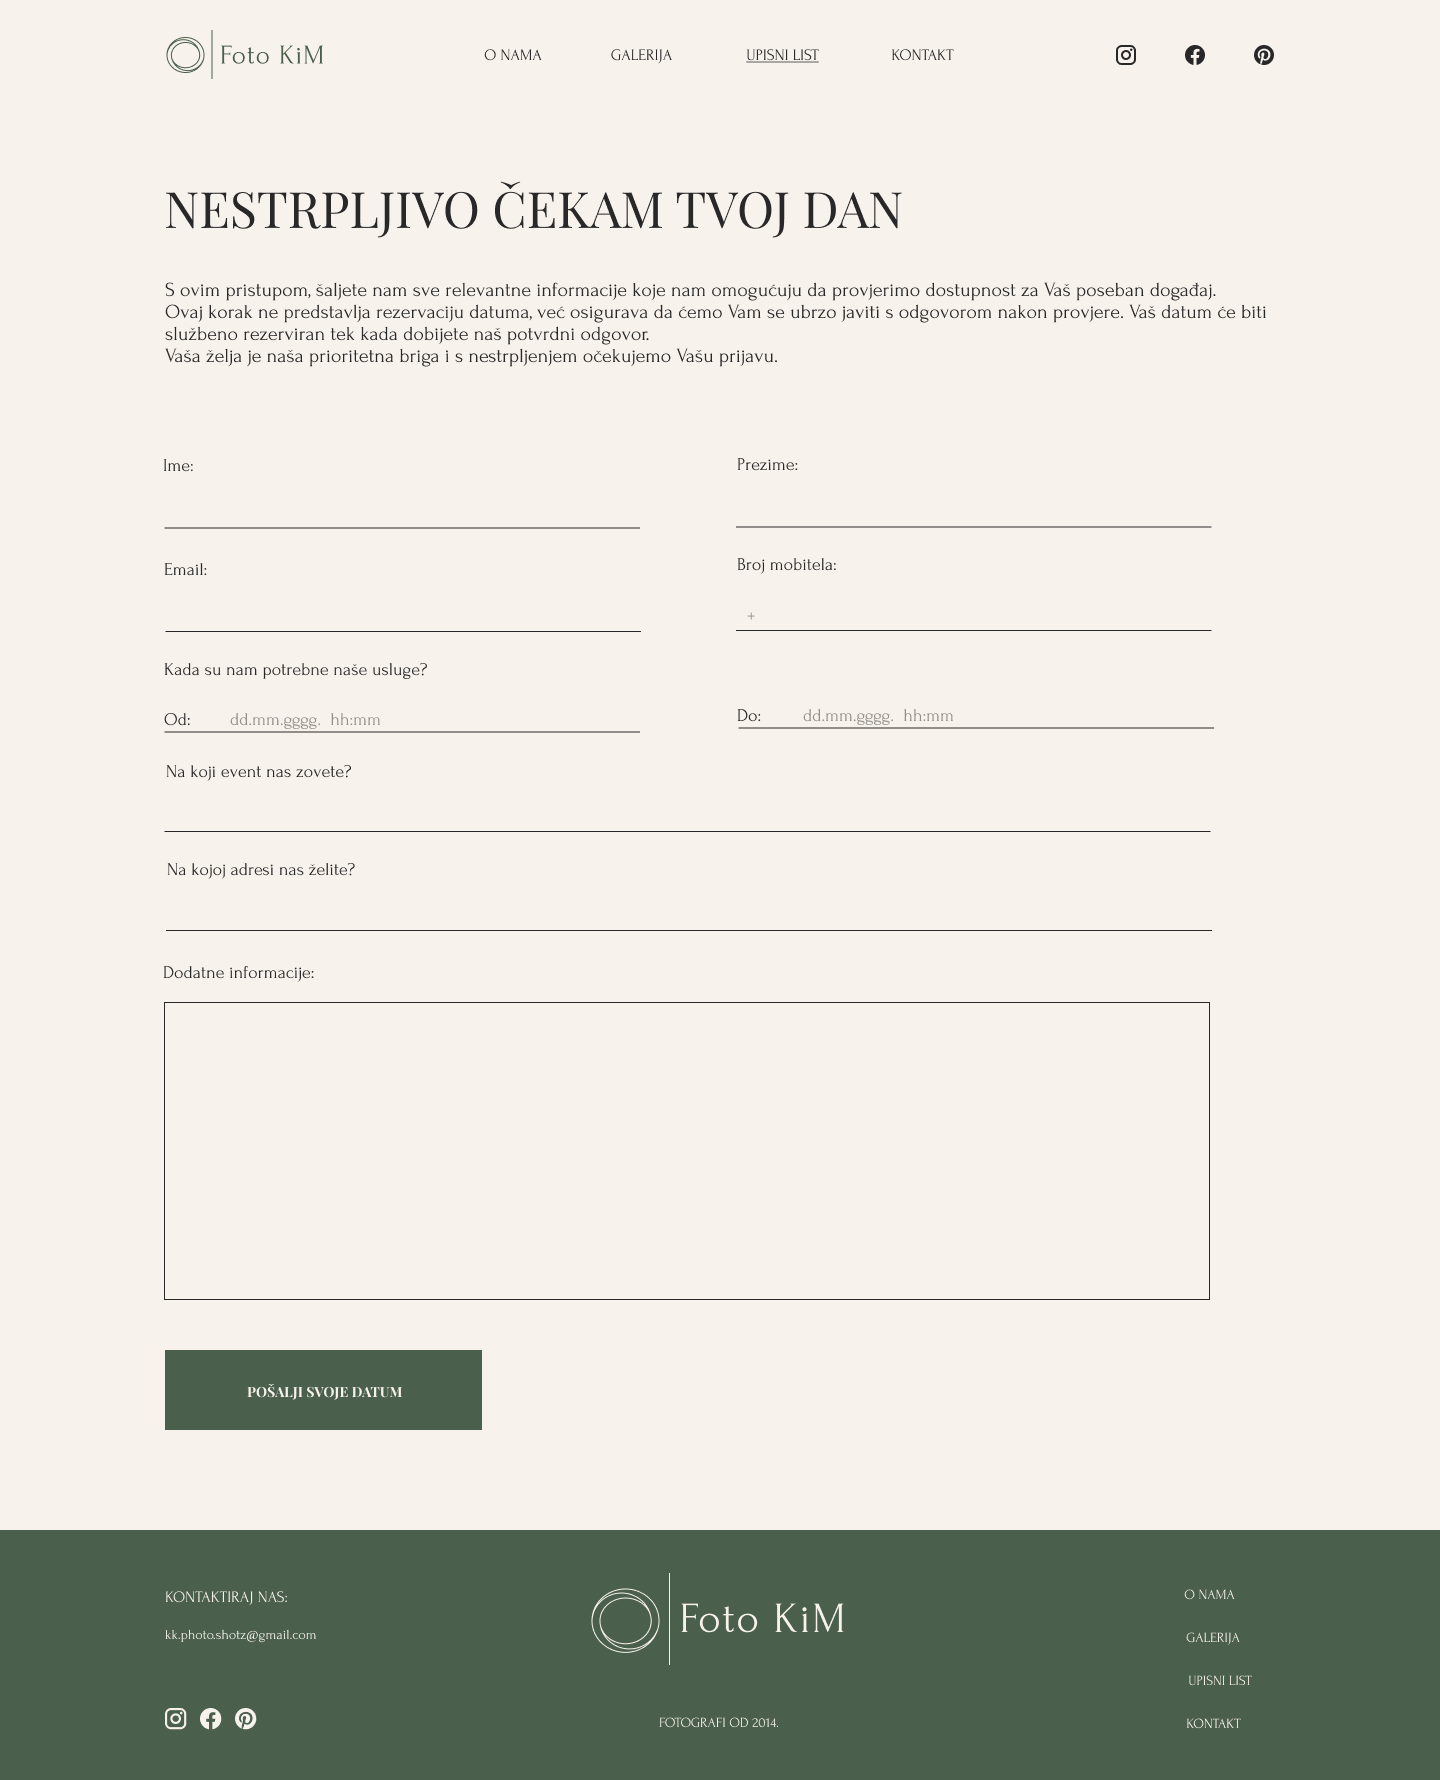 Foto KiM
O NAMA
GALERIJA
UPISNI LIST
KONTAKT
NESTRPLJIVO ČEKAM TVOJ DAN
S ovim pristupom, šaljete nam sve relevantne informacije koje nam omogućuju da provjerimo dostupnost za Vaš poseban događaj.
Ovaj korak ne predstavlja rezervaciju datuma, već osigurava da ćemo Vam se ubrzo javiti s odgovorom nakon provjere. Vaš datum će biti
službeno rezerviran tek kada dobijete naš potvrdni odgovor.
Vaša želja je naša prioritetna briga i s nestrpljenjem očekujemo Vašu prijavu.
Ime:
Prezime:
Email:
Broj mobitela:
+
Kada su nam potrebne naše usluge?
Od: dd.mm.gggg. hh:mm
Do: dd.mm.gggg. hh:mm
Na koji event nas zovete?
Na kojoj adresi nas želite?
Dodatne informacije:
POŠALJI SVOJE DATUM
KONTAKTIRAJ NAS:
kk.photo.shotz@gmail.com
Foto KiM
FOTOGRAFI OD 2014.
O NAMA
GALERIJA
UPISNI LIST
KONTAKT